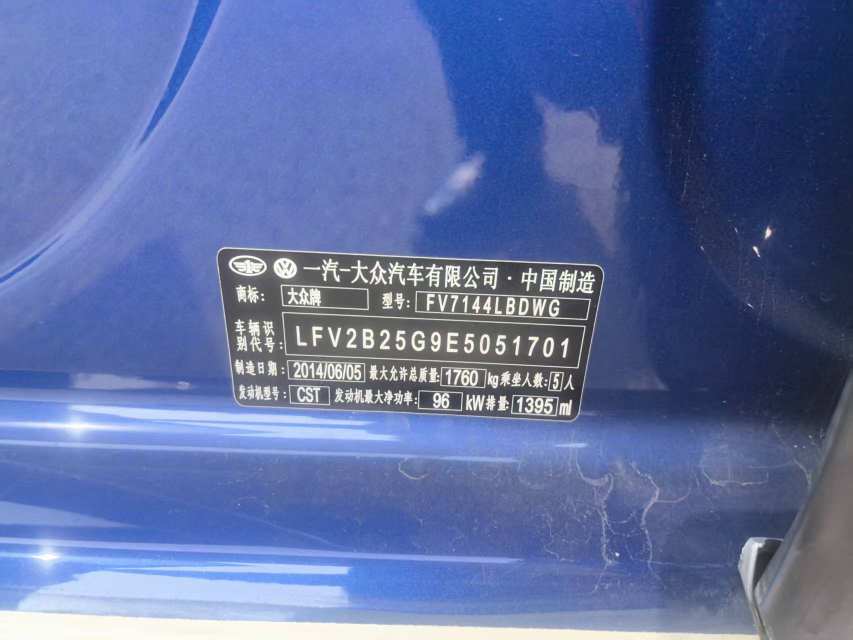 一汽-大众汽车有限公司·中国制造
商标: 大众牌 型号: FV7144LBDWG
车辆识别代号: LFV2B25G9E5051701
制造日期: 2014/06/05 最大允许总质量: 1760 kg 乘坐人数: 5 人
发动机型号: CST 发动机最大净功率: 96 kW 排量: 1395 ml